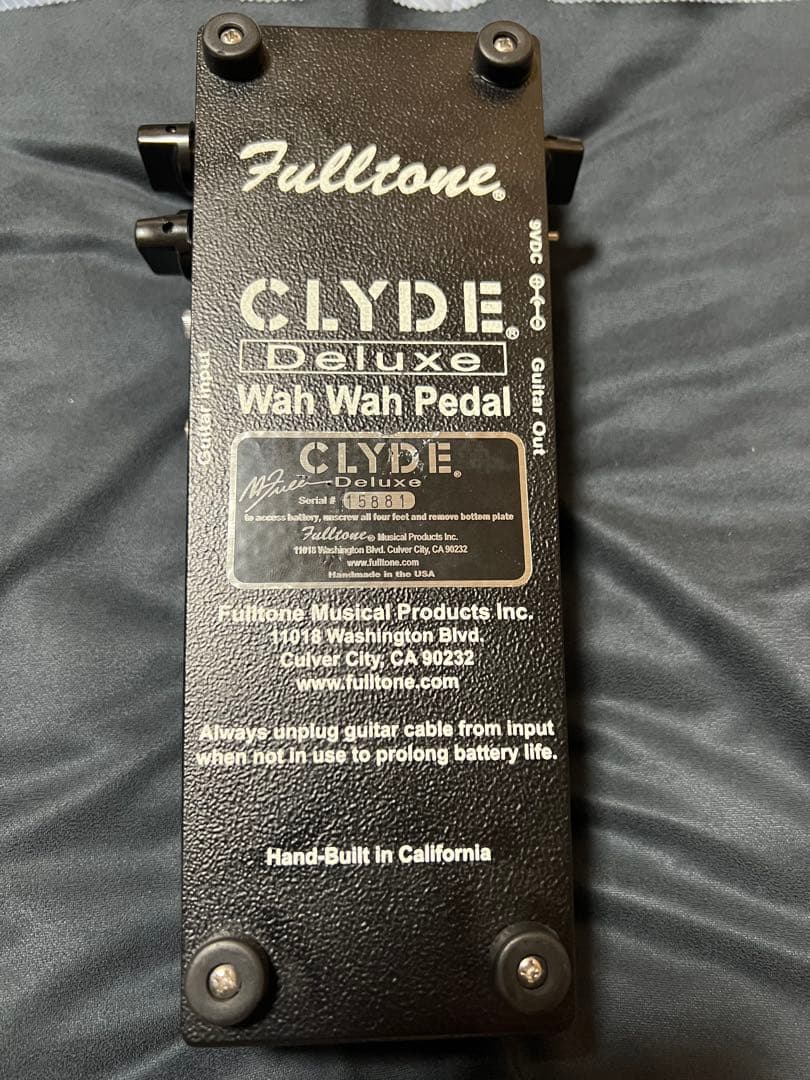 Fulltone®
9VDC
CLYDE®
Deluxe
Wah Wah Pedal
Guitar Input
Guitar Out
CLYDE®
Deluxe
Serial # 15881
to access battery, unscrew all four feet and remove bottom plate
Fulltone® Musical Products Inc.
11018 Washington Blvd. Culver City, CA 90232
www.fulltone.com
Handmade in the USA
Fulltone Musical Products Inc.
11018 Washington Blvd.
Culver City, CA 90232
www.fulltone.com
Always unplug guitar cable from input
when not in use to prolong battery life.
Hand-Built in California